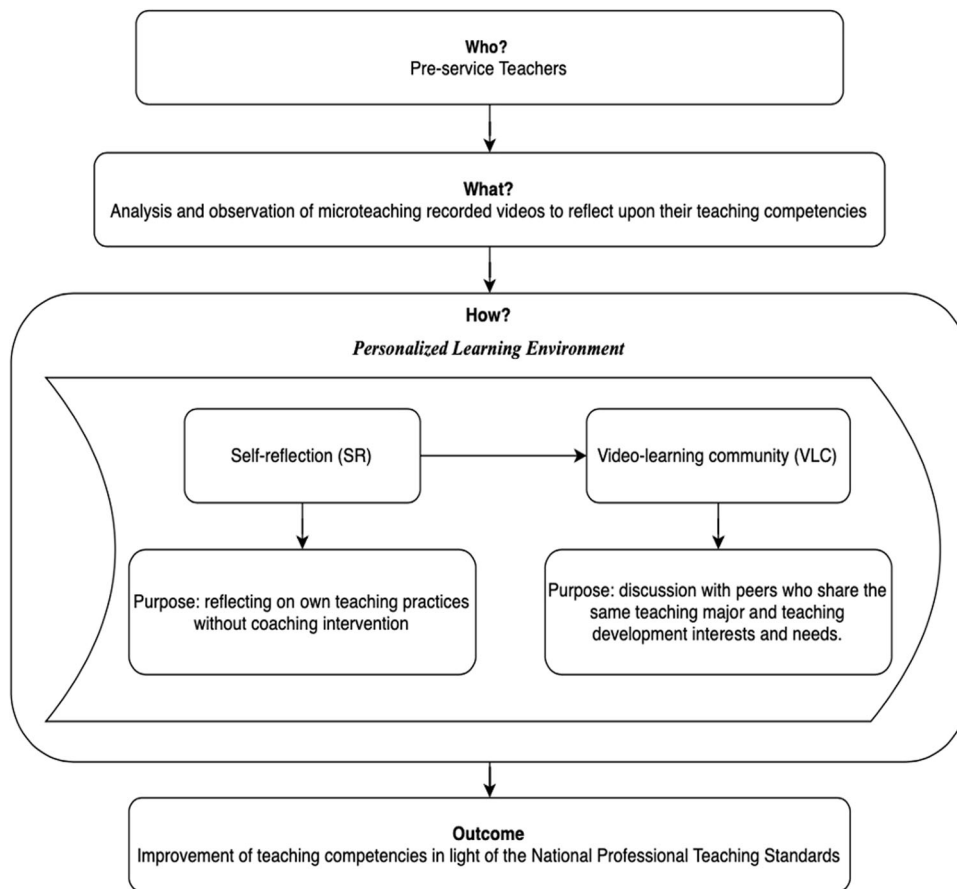 Who?
Pre-service Teachers
What?
Analysis and observation of microteaching recorded videos to reflect upon their teaching competencies
How?
Personalized Learning Environment
Self-reflection (SR)
Video-learning community (VLC)
Purpose: reflecting on own teaching practices
without coaching intervention
Purpose: discussion with peers who share the
same teaching major and teaching
development interests and needs.
Outcome
Improvement of teaching competencies in light of the National Professional Teaching Standards